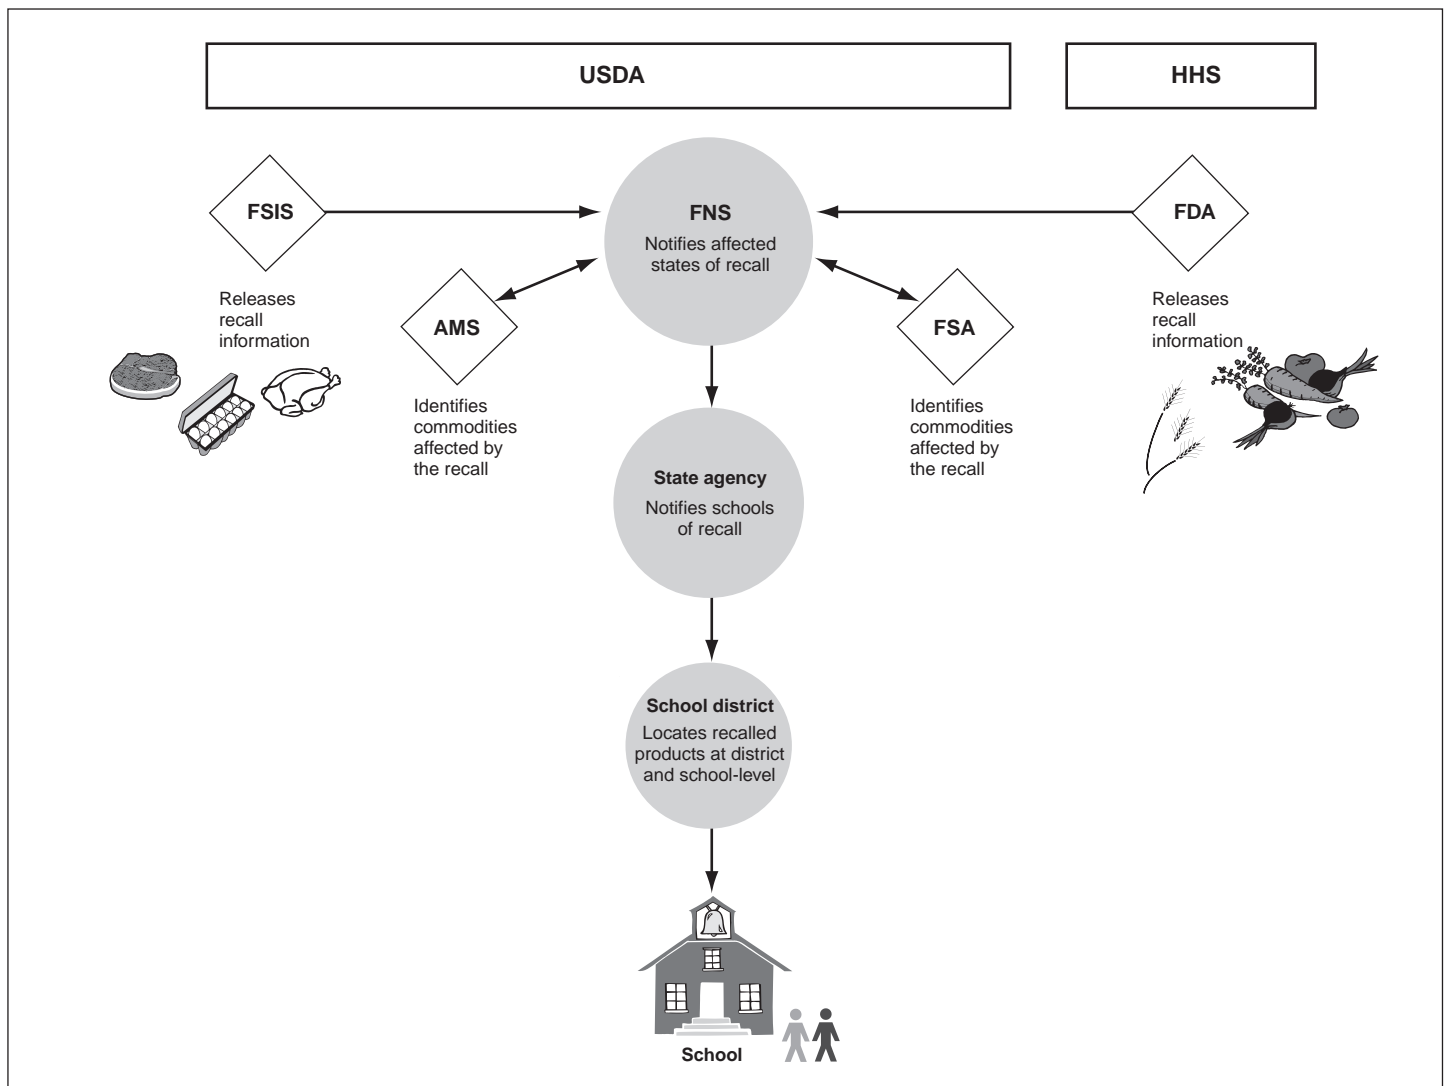 USDA
HHS
FSIS
Releases
recall
information
AMS
Identifies
commodities
affected by
the recall
FNS
Notifies affected
states of recall
FSA
Identifies
commodities
affected by
the recall
FDA
Releases
recall
information
State agency
Notifies schools
of recall
School district
Locates recalled
products at district
and school-level
School